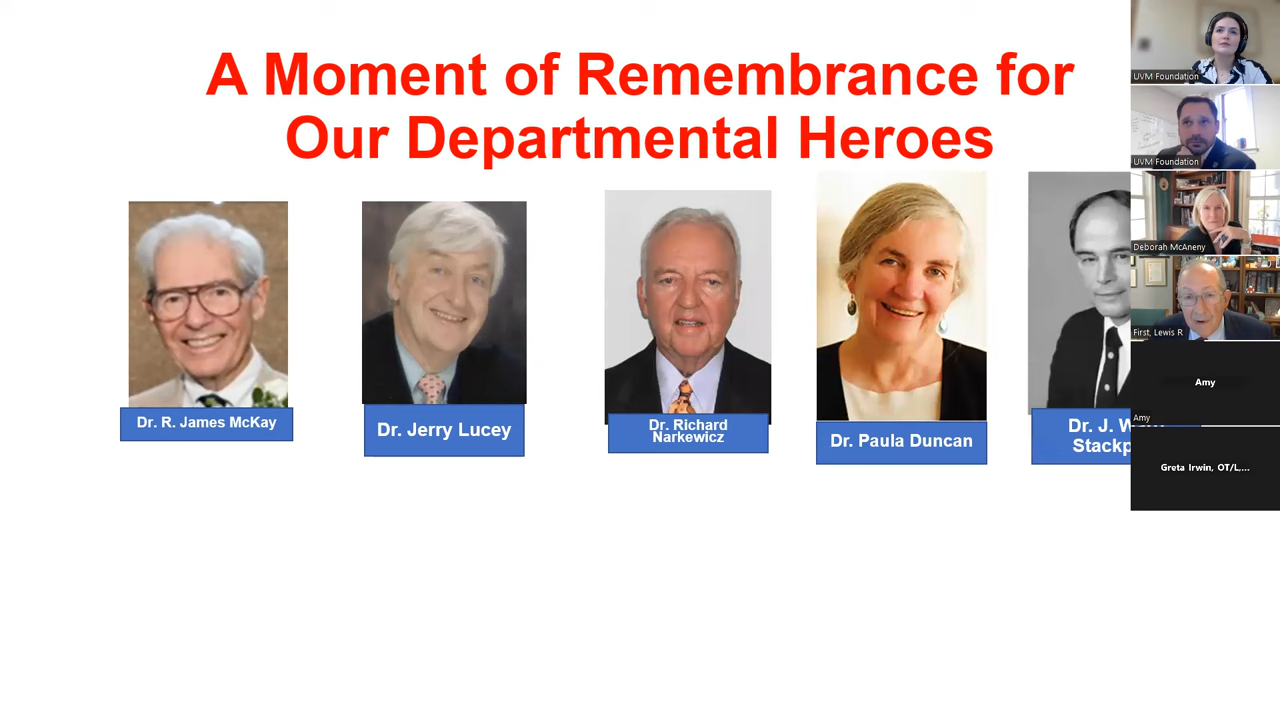 A Moment of Remembrance for
Our Departmental Heroes
Dr. R. James McKay
Dr. Jerry Lucey
Dr. Richard
Narkewicz
Dr. Paula Duncan
Dr. J.
UVM Foundation
UVM Foundation
Deborah McAneny
First, Lewis R
Amy
Amy
Greta Irwin, OT/L,...